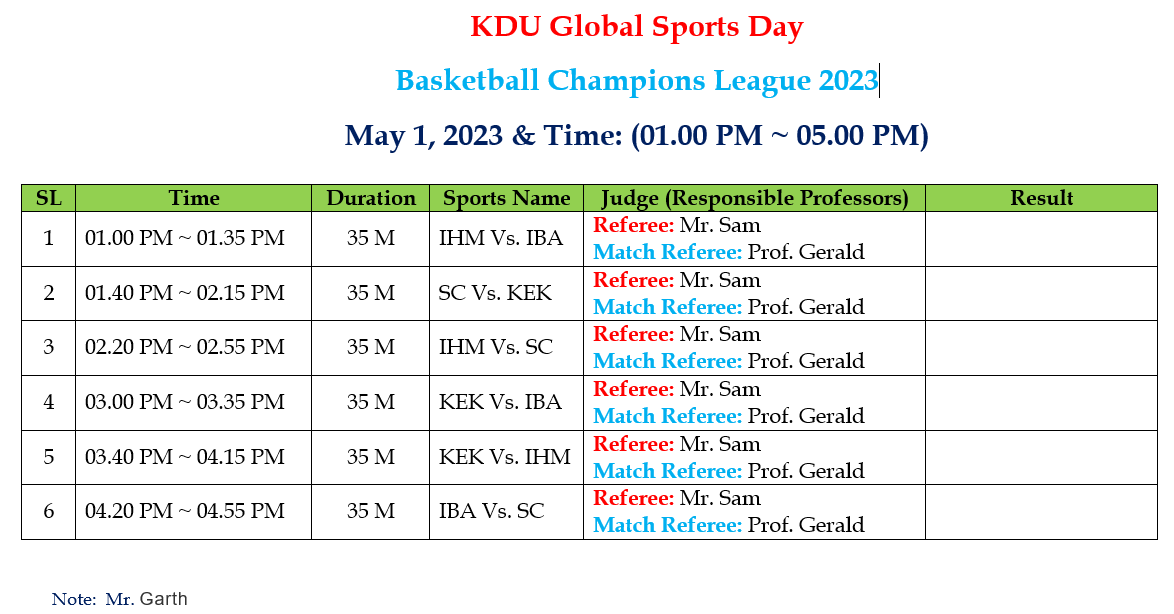 KDU Global Sports Day
Basketball Champions League 2023
May 1, 2023 & Time: (01.00 PM ~ 05.00 PM)
SL Time Duration Sports Name Judge (Responsible Professors) Result
1 01.00 PM ~ 01.35 PM 35 M IHM Vs. IBA Referee: Mr. Sam
Match Referee: Prof. Gerald
2 01.40 PM ~ 02.15 PM 35 M SC Vs. KEK Referee: Mr. Sam
Match Referee: Prof. Gerald
3 02.20 PM ~ 02.55 PM 35 M IHM Vs. SC Referee: Mr. Sam
Match Referee: Prof. Gerald
4 03.00 PM ~ 03.35 PM 35 M KEK Vs. IBA Referee: Mr. Sam
Match Referee: Prof. Gerald
5 03.40 PM ~ 04.15 PM 35 M KEK Vs. IHM Referee: Mr. Sam
Match Referee: Prof. Gerald
6 04.20 PM ~ 04.55 PM 35 M IBA Vs. SC Referee: Mr. Sam
Match Referee: Prof. Gerald
Note: Mr. Garth